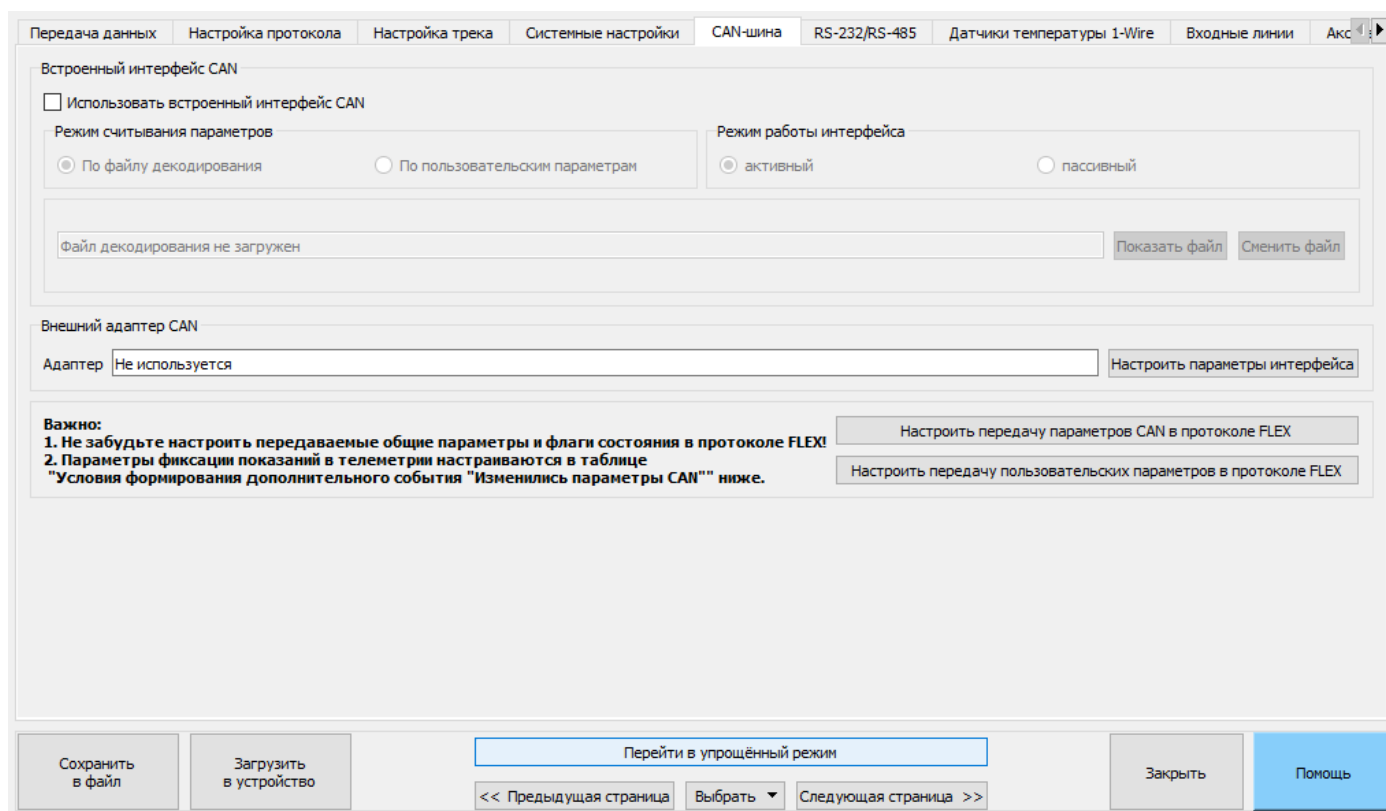 Передача данных Настройка протокола Настройка трека Системные настройки CAN-шина RS-232/RS-485 Датчики температуры 1-Wire Входные линии
Встроенный интерфейс CAN
Использовать встроенный интерфейс CAN
Режим считывания параметров Режим работы интерфейса
По файлу декодирования По пользовательским параметрам активный пассивный
Файл декодирования не загружен Показать файл Сменить файл
Внешний адаптер CAN
Адаптер Не используется Настроить параметры интерфейса
Важно:
1. Не забудьте настроить передаваемые общие параметры и флаги состояния в протоколе FLEX!
2. Параметры фиксации показаний в телеметрии настраиваются в таблице
"Условия формирования дополнительного события "Изменились параметры CAN"" ниже.
Настроить передачу параметров CAN в протоколе FLEX
Настроить передачу пользовательских параметров в протоколе FLEX
Сохранить
в файл
Загрузить
в устройство
Перейти в упрощённый режим
<< Предыдущая страница Выбрать Следующая страница >>
Закрыть
Помощь